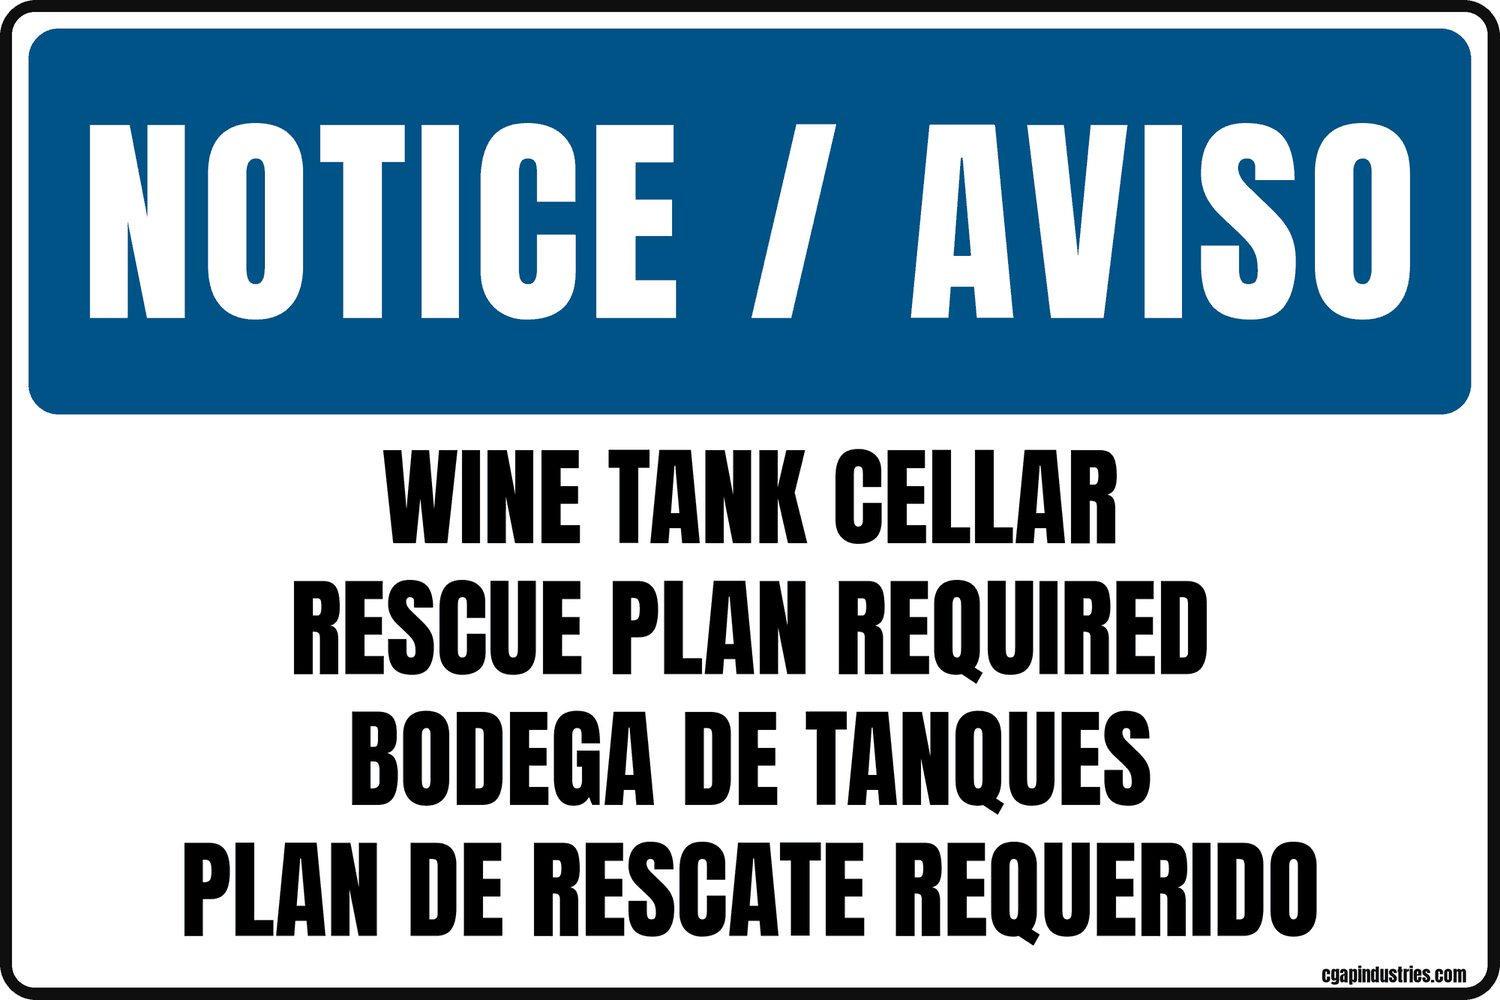 NOTICE / AVISO
WINE TANK CELLAR
RESCUE PLAN REQUIRED
BODEGA DE TANQUES
PLAN DE RESCATE REQUERIDO
cgapindustries.com